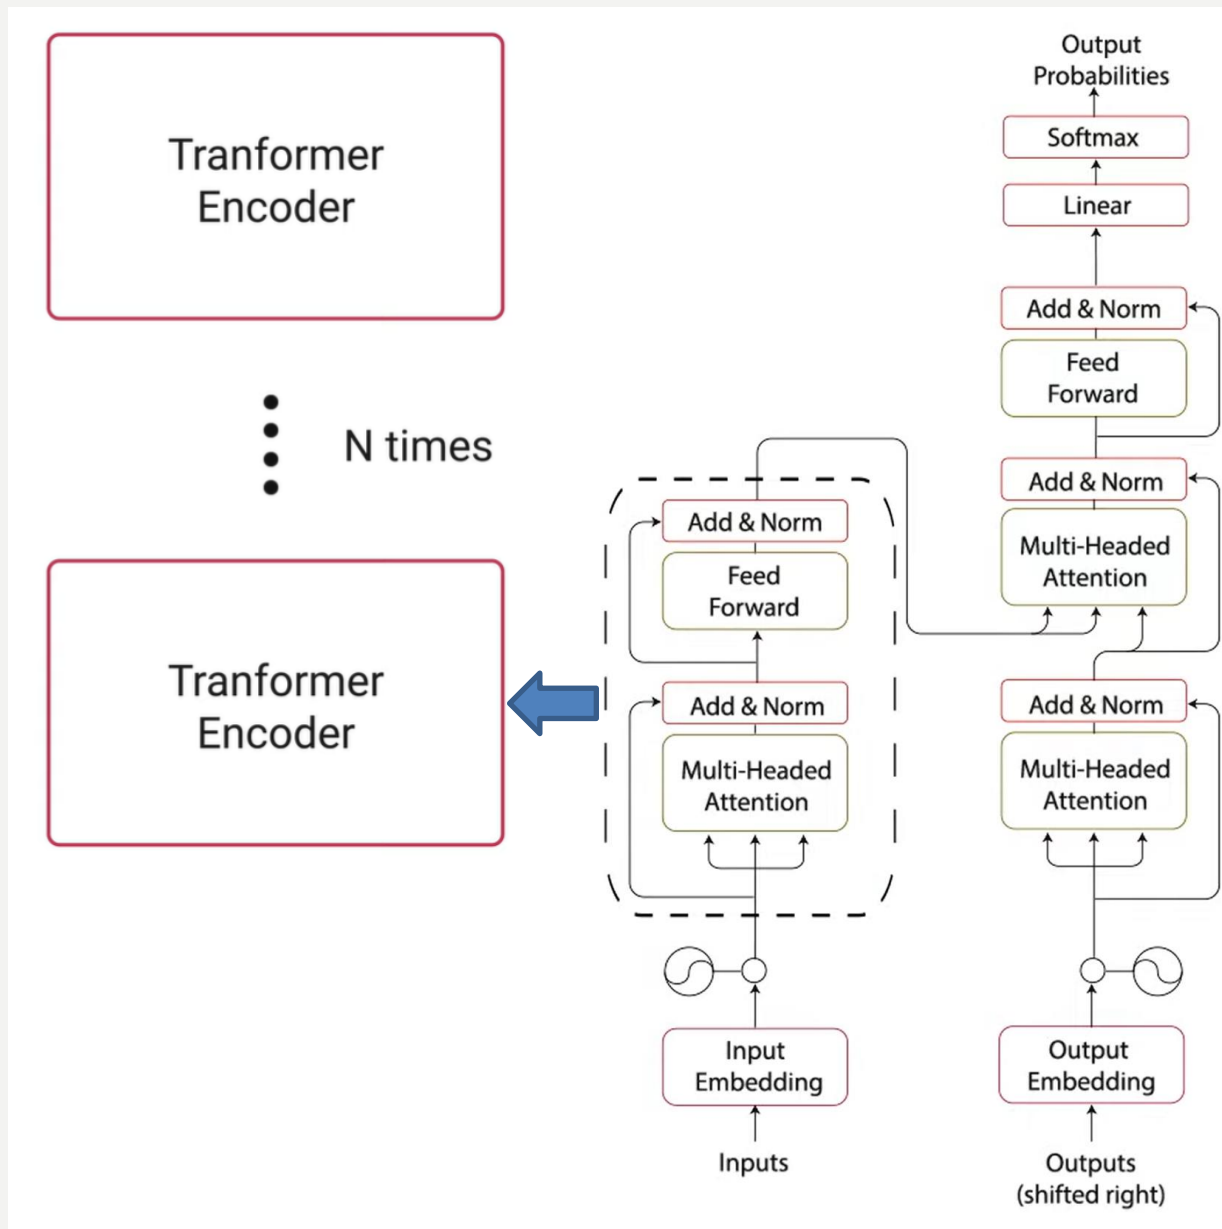 Tranformer
Encoder
N times
Tranformer
Encoder
Add & Norm
Feed
Forward
Add & Norm
Multi-Headed
Attention
Input
Embedding
Inputs
Output
Probabilities
Softmax
Linear
Add & Norm
Feed
Forward
Add & Norm
Multi-Headed
Attention
Add & Norm
Multi-Headed
Attention
Output
Embedding
Outputs
(shifted right)